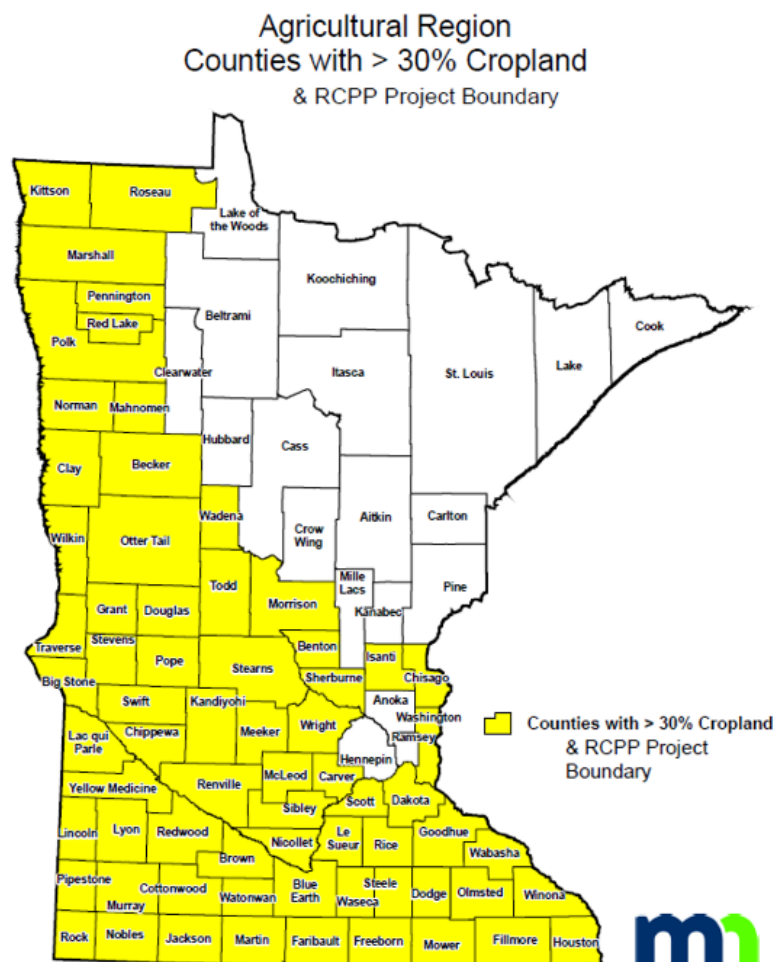 Agricultural Region
Counties with > 30% Cropland
& RCPP Project Boundary
Kittson
Roseau
Lake of
the Woods
Marshall
Koochiching
Pennington
Beltrami
Red Lake
Cook
Polk
Lake
Clearwater
Itasca
St. Louis
Norman
Mahnomen
Hubbard
Cass
Clay
Becker
Wadena
Aitkin
Carlton
Wilkin
Otter Tail
Crow
Wing
Todd
Mille
Lacs
Pine
Grant
Douglas
Morrison
Kanabec
Traverse
Stevens
Benton
Isanti
Pope
Stearns
Big Stone
Sherburne
Chisago
Swift
Kandiyohi
Anoka
Washington
Counties with > 30% Cropland
& RCPP Project
Boundary
Lac qui
Parle
Chippewa
Meeker
Wright
Ramsey
Hennepin
Yellow Medicine
Renville
McLeod
Carver
Sibley
Scott
Dakota
Lincoln
Lyon
Redwood
Nicollet
Le
Sueur
Rice
Goodhue
Wabasha
Brown
Pipestone
Murray
Cottonwood
Watonwan
Blue
Earth
Waseca
Steele
Dodge
Olmsted
Winona
Rock
Nobles
Jackson
Martin
Faribault
Freeborn
Mower
Fillmore
Houston
mn